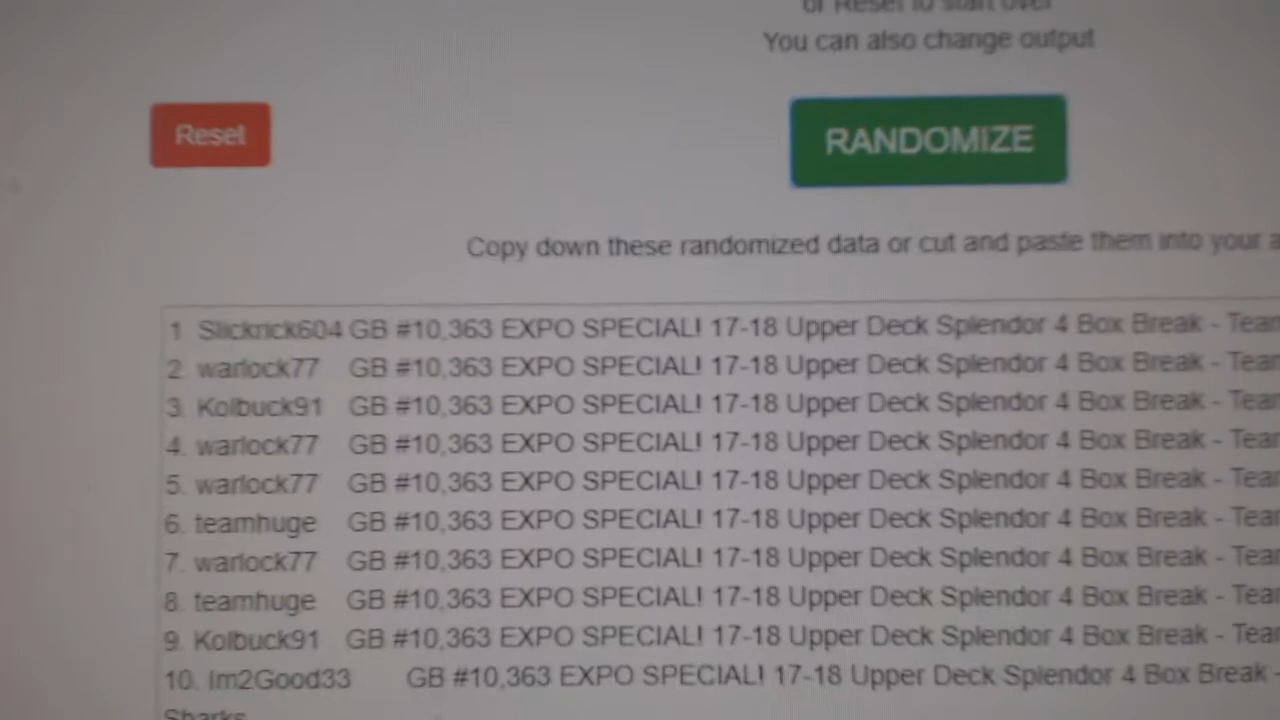 or Reset to start over
You can also change output
Reset
RANDOMIZE
Copy down these randomized data or cut and paste them into your
1 Slickrick604 GB #10,363 EXPO SPECIAL! 17-18 Upper Deck Splendor 4 Box Break -
2. warlock77 GB #10,363 EXPO SPECIAL! 17-18 Upper Deck Splendor 4 Box Break -
3. Kolbuck91 GB #10,363 EXPO SPECIAL! 17-18 Upper Deck Splendor 4 Box Break -
4. warlock77 GB #10,363 EXPO SPECIAL! 17-18 Upper Deck Splendor 4 Box Break -
5. warlock77 GB #10,363 EXPO SPECIAL! 17-18 Upper Deck Splendor 4 Box Break -
6. teamhuge GB #10,363 EXPO SPECIAL! 17-18 Upper Deck Splendor 4 Box Break -
7. warlock77 GB #10,363 EXPO SPECIAL! 17-18 Upper Deck Splendor 4 Box Break -
8. teamhuge GB #10,363 EXPO SPECIAL! 17-18 Upper Deck Splendor 4 Box Break -
9. Kolbuck91 GB #10,363 EXPO SPECIAL! 17-18 Upper Deck Splendor 4 Box Break -
10. Im2Good33 GB #10,363 EXPO SPECIAL! 17-18 Upper Deck Splendor 4 Box Break -
Sharks